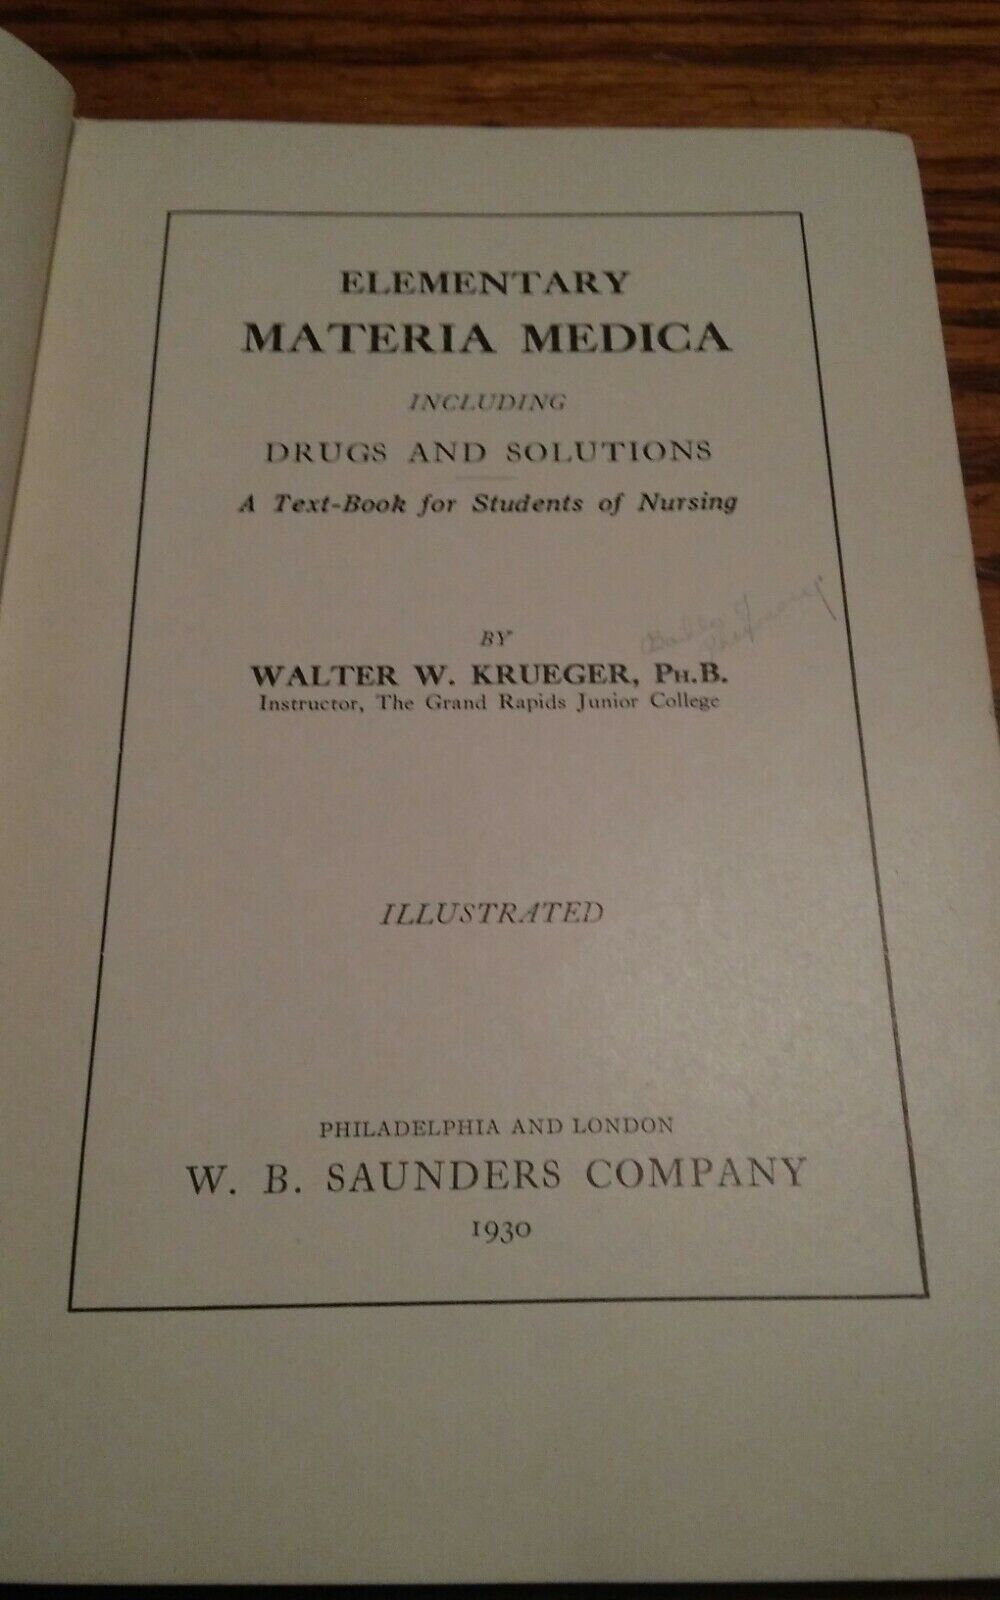 ELEMENTARY
MATERIA MEDICA
INCLUDING
DRUGS AND SOLUTIONS
A Text-Book for Students of Nursing
BY
WALTER W. KRUEGER, PH.B.
Instructor, The Grand Rapids Junior College
ILLUSTRATED
PHILADELPHIA AND LONDON
W. B. SAUNDERS COMPANY
1930